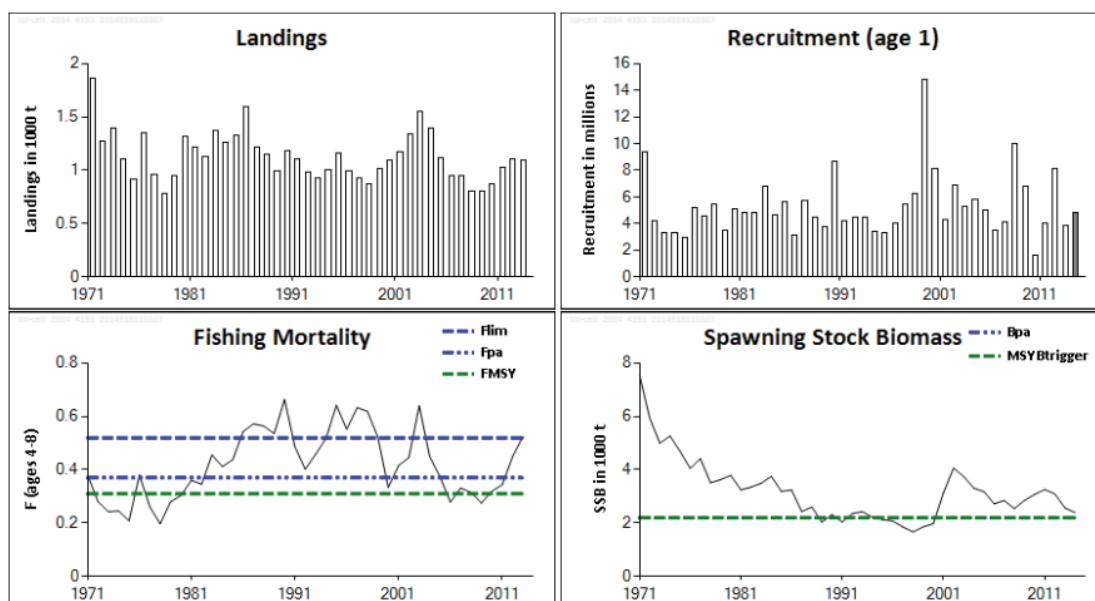 Landings
Landings in 1000 t
2
1.5
1
0.5
0
1971 1981 1991 2001 2011
Recruitment (age 1)
Recruitment in millions
16
14
12
10
8
6
4
2
0
1971 1981 1991 2001 2011
Fishing Mortality
Flim
Fpa
FMSY
F (ages 4-8)
0.8
0.6
0.4
0.2
0
1971 1981 1991 2001 2011
Spawning Stock Biomass
Bpa
MSYBtrigger
SSB in 1000 t
8
6
4
2
0
1971 1981 1991 2001 2011